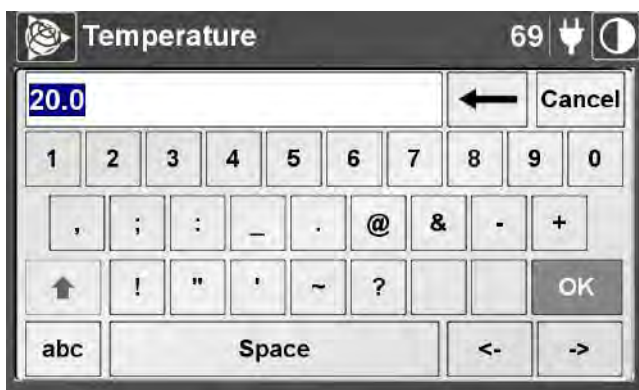 Temperature 69
20.0 Cancel
1 2 3 4 5 6 7 8 9 0
, ; : _ . @ & - +
! " ' ~ ? OK
abc Space <- ->